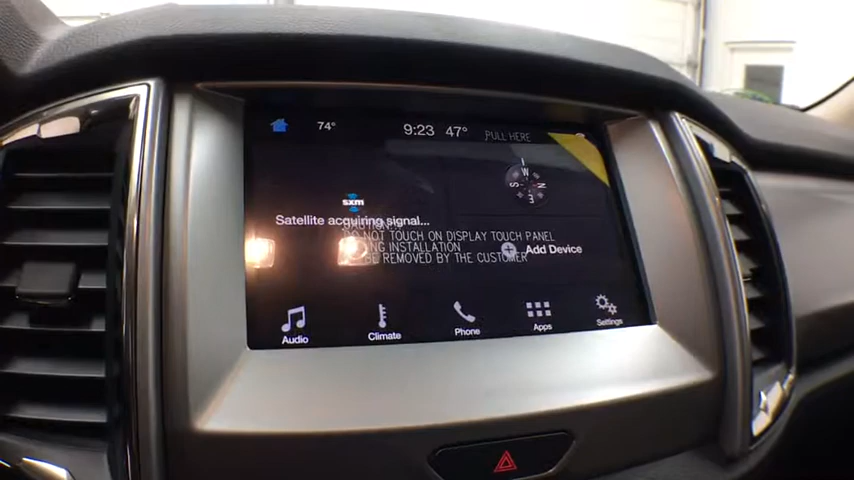 74° 9:23 47° PULL HERE
W
S N
E
sxm
Satellite acquiring signal...
DO NOT TOUCH ON DISPLAY TOUCH PANEL
INSTALLATION
Add Device
BE REMOVED BY THE CUSTOMER
Audio Climate Phone Apps Settings